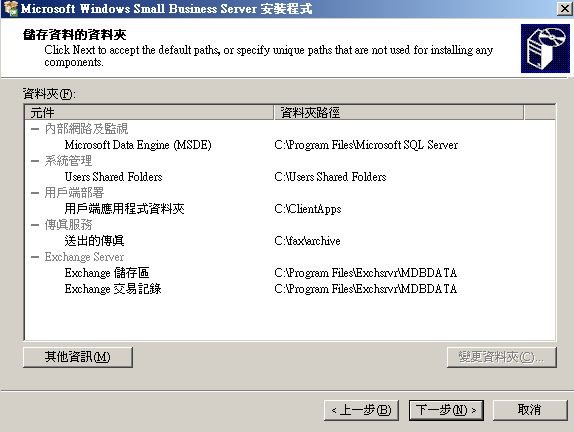 Microsoft Windows Small Business Server 安裝程式
儲存資料的資料夾
Click Next to accept the default paths, or specify unique paths that are not used for installing any
components.
資料夾(F):
元件 資料夾路徑
內部網路及監視
Microsoft Data Engine (MSDE) C:\Program Files\Microsoft SQL Server
系統管理
Users Shared Folders C:\Users Shared Folders
用戶端部署
用戶端應用程式資料夾 C:\ClientApps
傳真服務
送出的傳真 C:\fax\archive
Exchange Server
Exchange 儲存區 C:\Program Files\Exchsrvr\MDBDATA
Exchange 交易記錄 C:\Program Files\Exchsrvr\MDBDATA
其他資訊(M) 變更資料夾(C)...
< 上一步(B) 下一步(N) > 取消